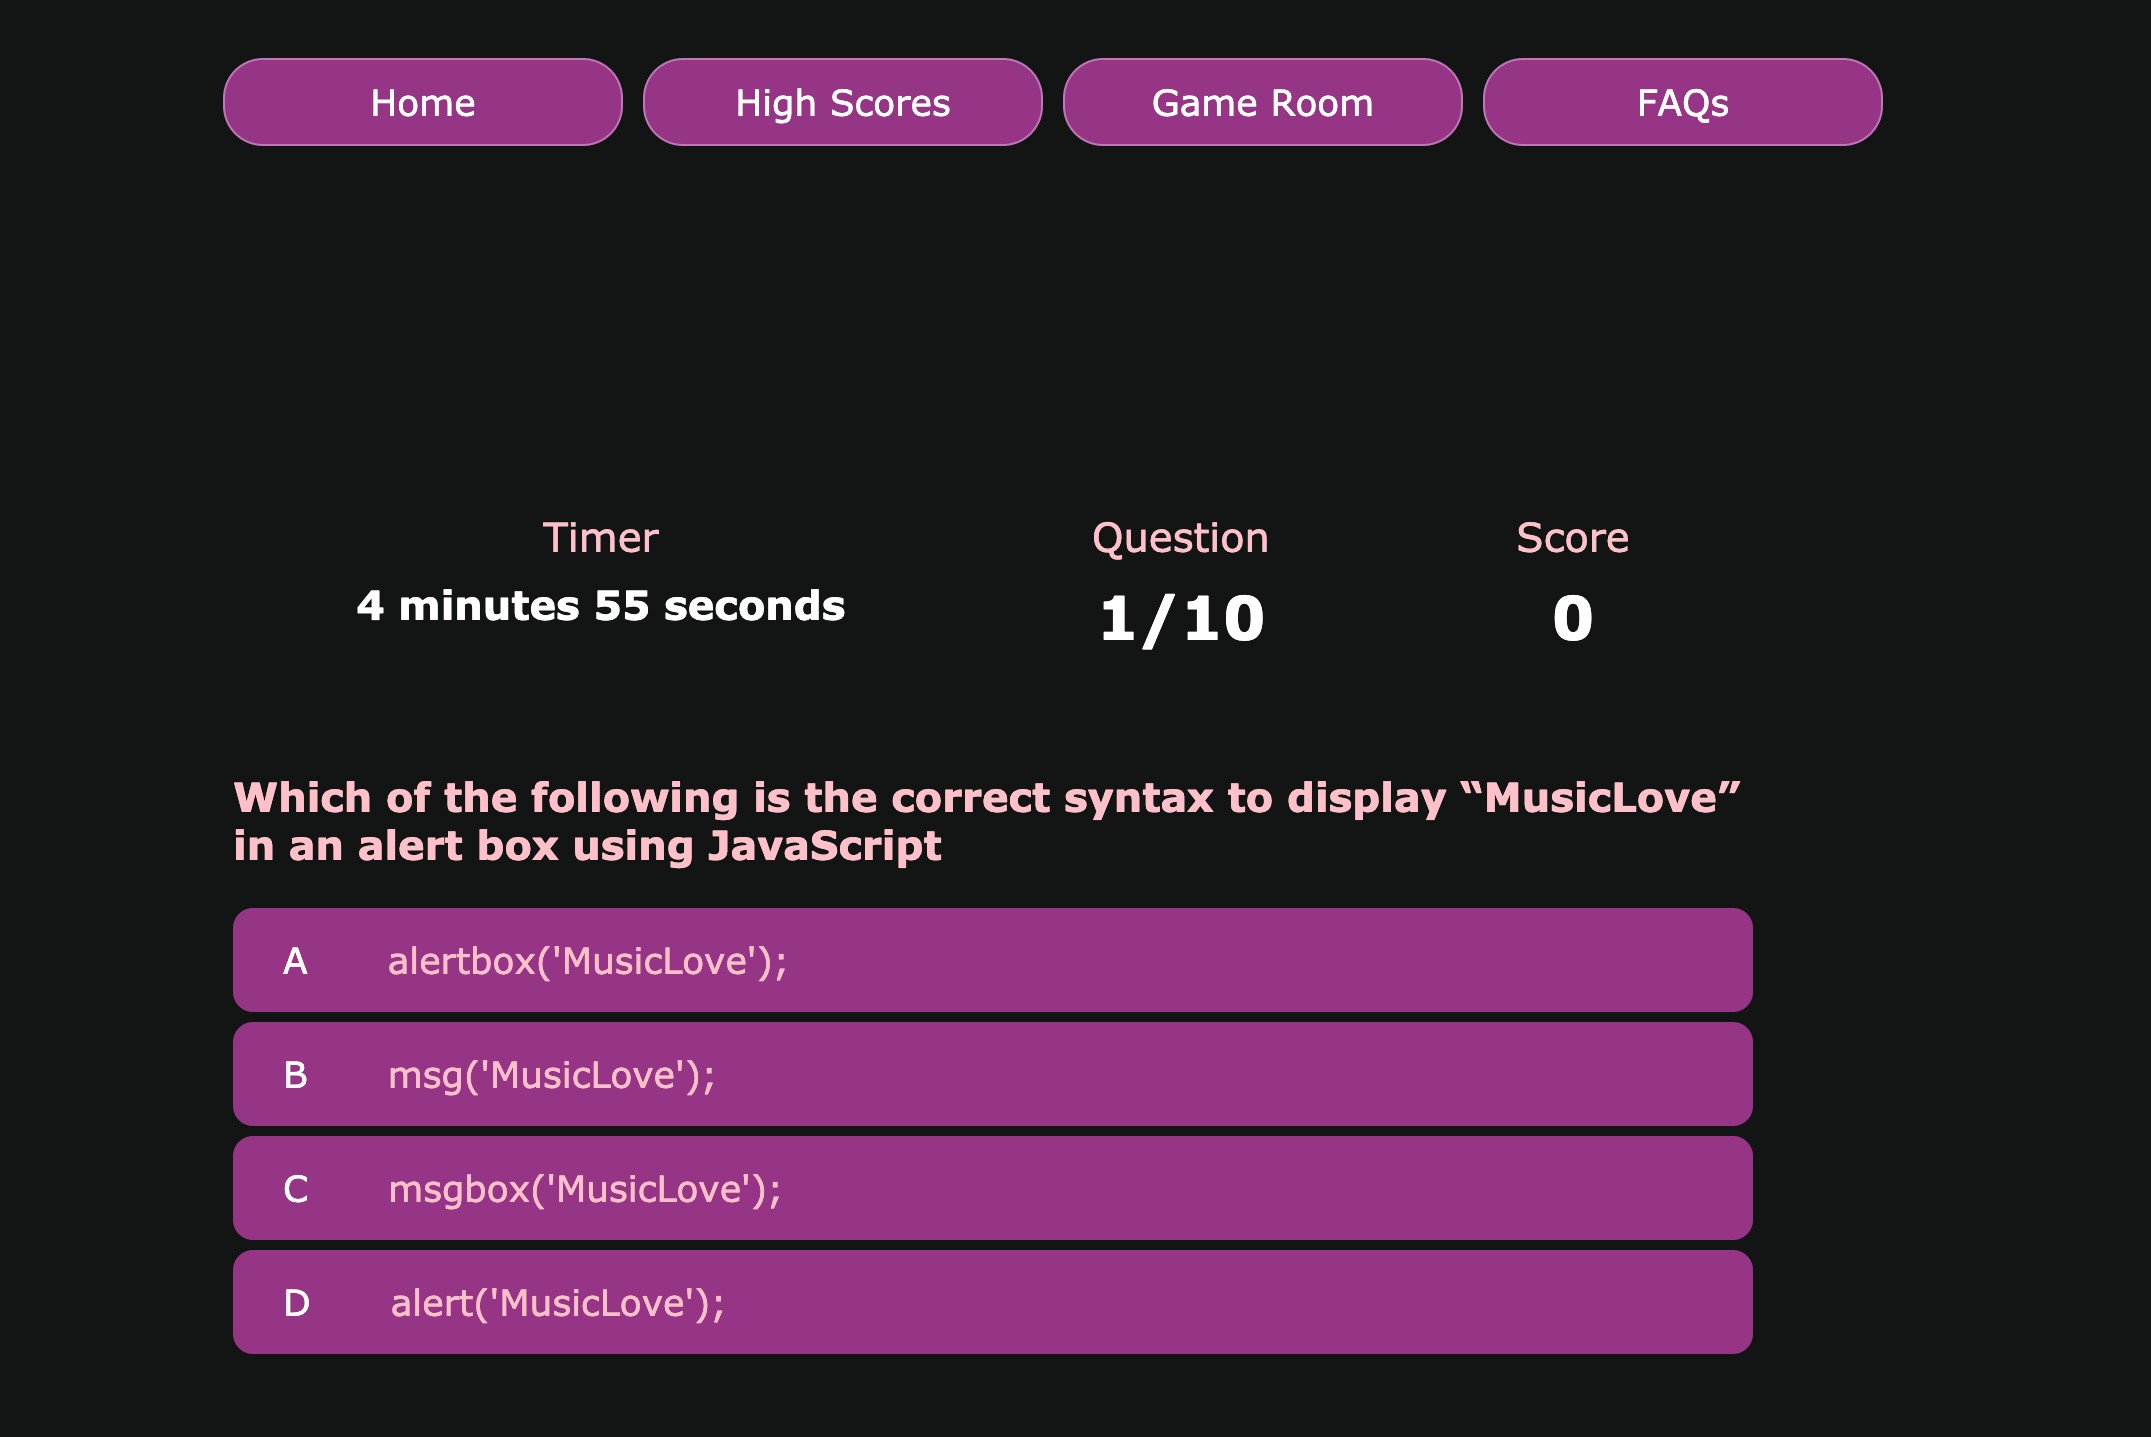 Home High Scores Game Room FAQs
Timer Question Score
4 minutes 55 seconds 1/10 0
Which of the following is the correct syntax to display “MusicLove”
in an alert box using JavaScript
A alertbox('MusicLove');
B msg('MusicLove');
C msgbox('MusicLove');
D alert('MusicLove');